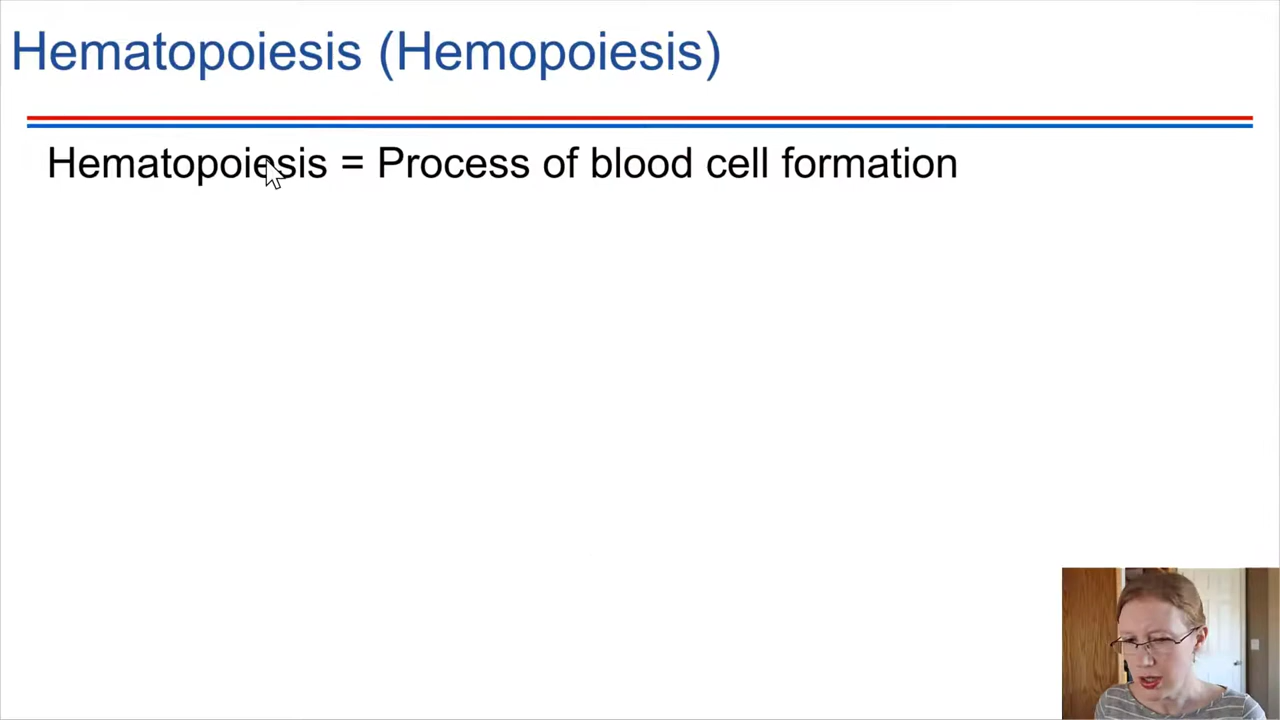 Hematopoiesis (Hemopoiesis)
Hematopoiesis = Process of blood cell formation